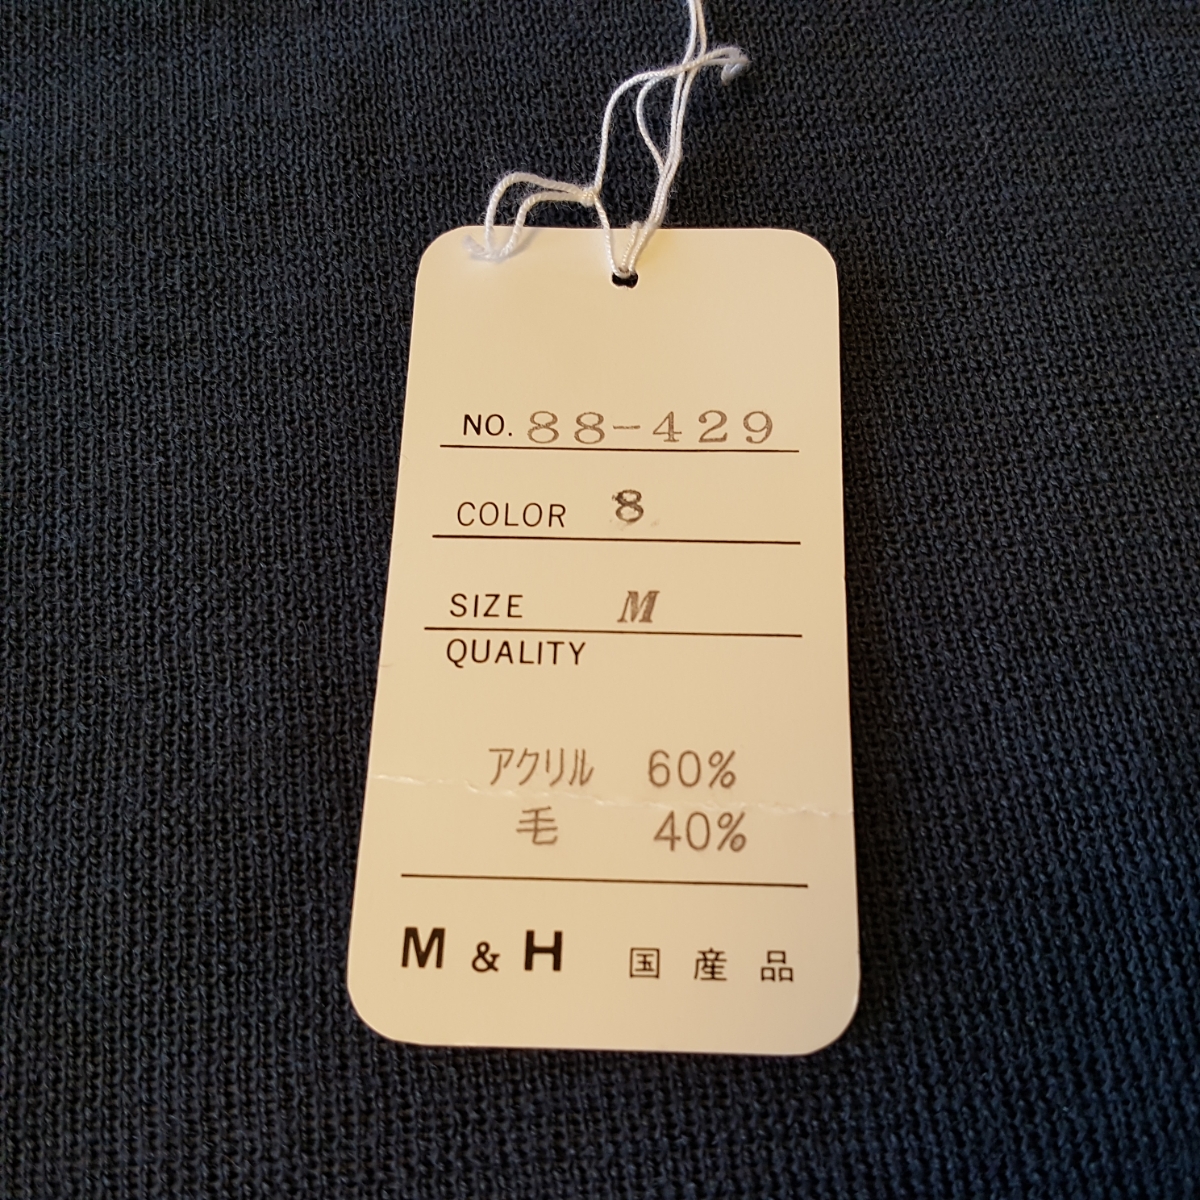 NO. 88-429
COLOR 8
SIZE M
QUALITY
アクリル 60%
毛 40%
M & H 国産品